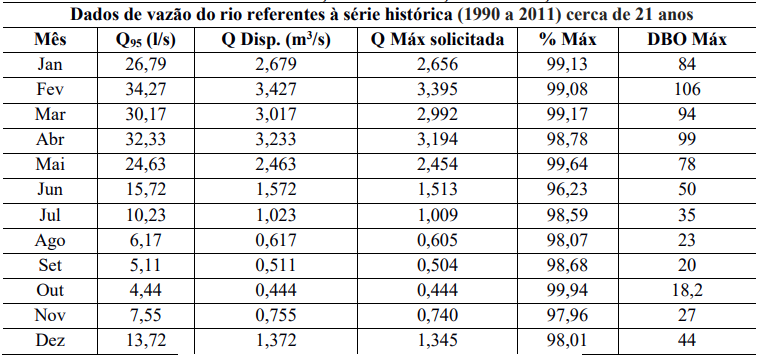 Dados de vazão do rio referentes à série histórica (1990 a 2011) cerca de 21 anos
Mês Q95 (l/s) Q Disp. (m³/s) Q Máx solicitada % Máx DBO Máx
Jan 26,79 2,679 2,656 99,13 84
Fev 34,27 3,427 3,395 99,08 106
Mar 30,17 3,017 2,992 99,17 94
Abr 32,33 3,233 3,194 98,78 99
Mai 24,63 2,463 2,454 99,64 78
Jun 15,72 1,572 1,513 96,23 50
Jul 10,23 1,023 1,009 98,59 35
Ago 6,17 0,617 0,605 98,07 23
Set 5,11 0,511 0,504 98,68 20
Out 4,44 0,444 0,444 99,94 18,2
Nov 7,55 0,755 0,740 97,96 27
Dez 13,72 1,372 1,345 98,01 44